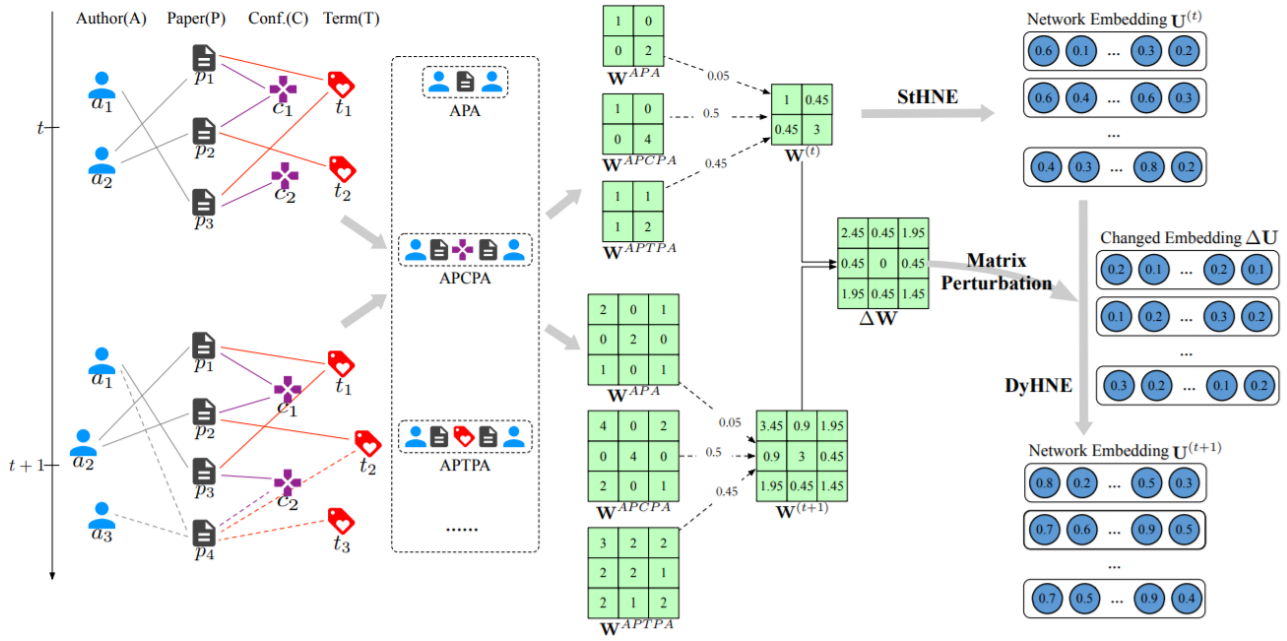 Author(A) Paper(P) Conf.(C) Term(T)
t
a1
a2
p1
p2
p3
c1
c2
t1
t2
t + 1
a1
a2
a3
p1
p2
p3
p4
c1
c2
t1
t2
t3
APA
APCPA
APTPA
......
1 0
0 2
W^APA
1 0
0 4
W^APCPA
1 1
1 2
W^APTPA
0.05
0.5
0.45
1 0.45
0.45 3
W^(t)
2 0 1
0 2 0
1 0 1
W^APA
4 0 2
0 4 0
2 0 1
W^APCPA
3 2 2
2 2 1
2 1 2
W^APTPA
0.05
0.5
0.45
3.45 0.9 1.95
0.9 3 0.45
1.95 0.45 1.45
W^(t+1)
2.45 0.45 1.95
0.45 0 0.45
1.95 0.45 1.45
ΔW
StHNE
Matrix
Perturbation
DyHNE
Network Embedding U^(t)
0.6 0.1 ... 0.3 0.2
0.6 0.4 ... 0.6 0.3
...
0.4 0.3 ... 0.8 0.2
Changed Embedding ΔU
0.2 0.1 ... 0.2 0.1
0.1 0.2 ... 0.3 0.2
...
0.3 0.2 ... 0.1 0.2
Network Embedding U^(t+1)
0.8 0.2 ... 0.5 0.3
0.7 0.6 ... 0.9 0.5
...
0.7 0.5 ... 0.9 0.4